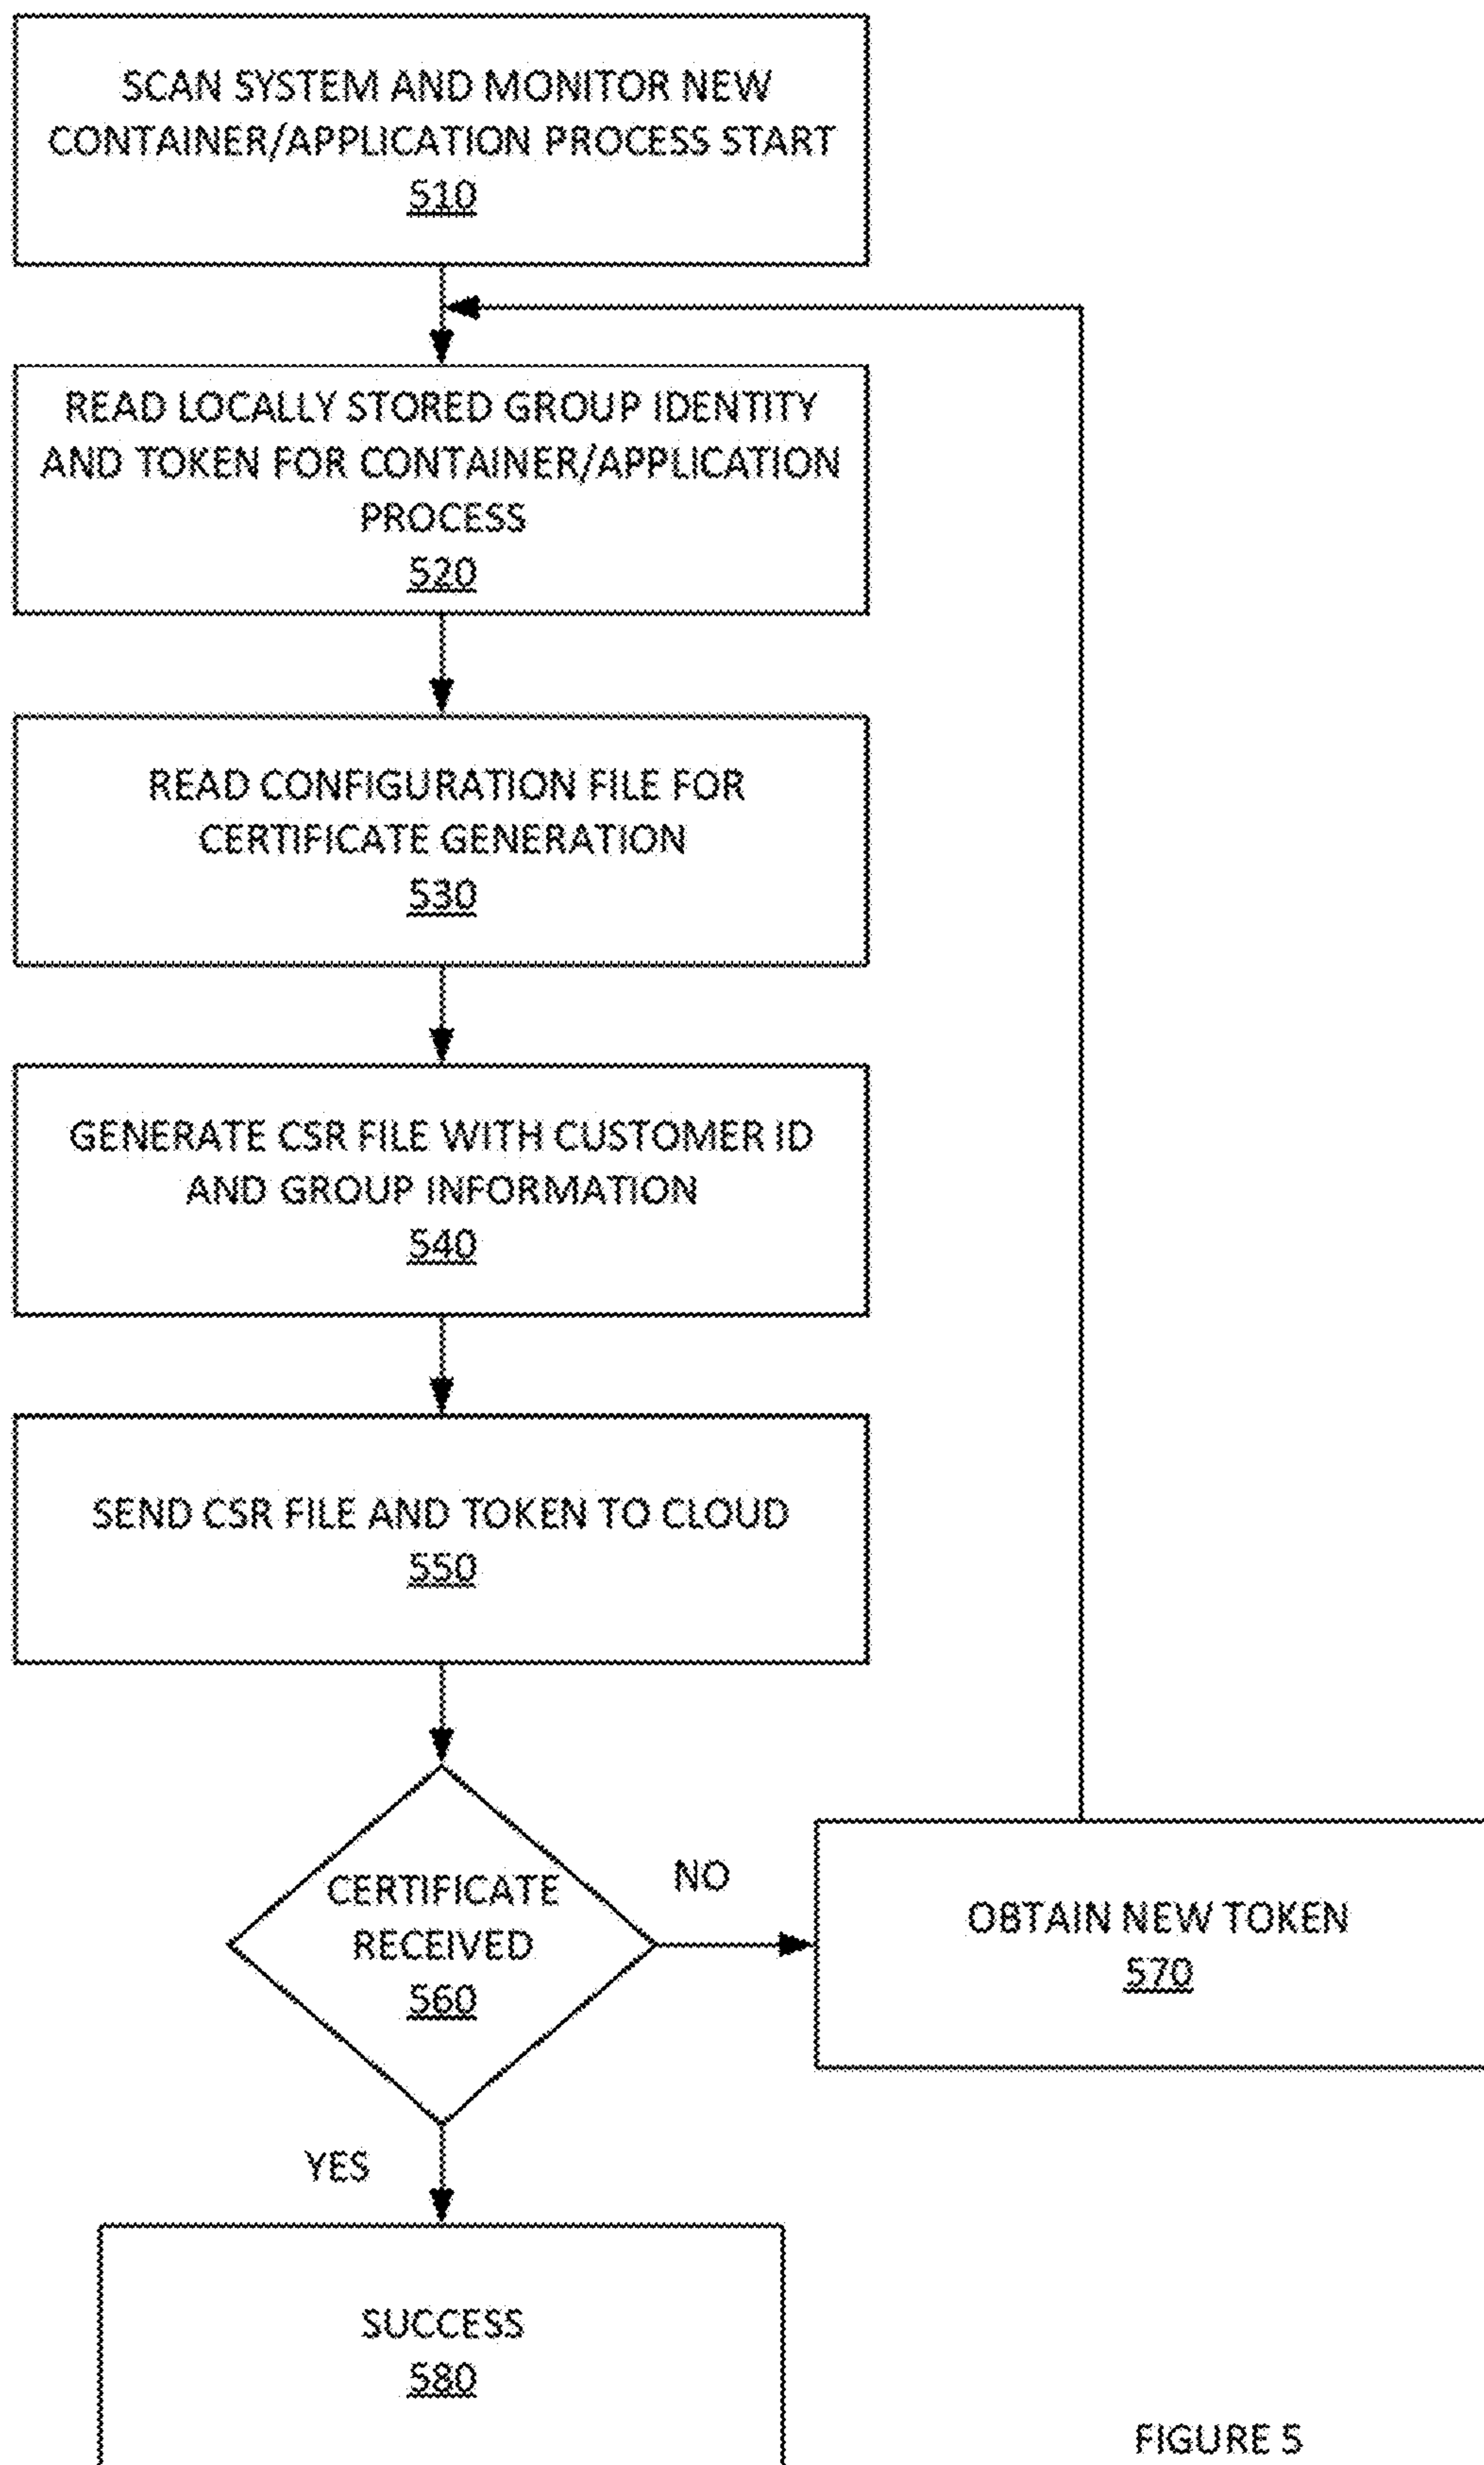 SCAN SYSTEM AND MONITOR NEW
CONTAINER/APPLICATION PROCESS START
510
READ LOCALLY STORED GROUP IDENTITY
AND TOKEN FOR CONTAINER/APPLICATION
PROCESS
520
READ CONFIGURATION FILE FOR
CERTIFICATE GENERATION
530
GENERATE CSR FILE WITH CUSTOMER ID
AND GROUP INFORMATION
540
SEND CSR FILE AND TOKEN TO CLOUD
550
CERTIFICATE
RECEIVED
560
NO
OBTAIN NEW TOKEN
570
YES
SUCCESS
580
FIGURE 5